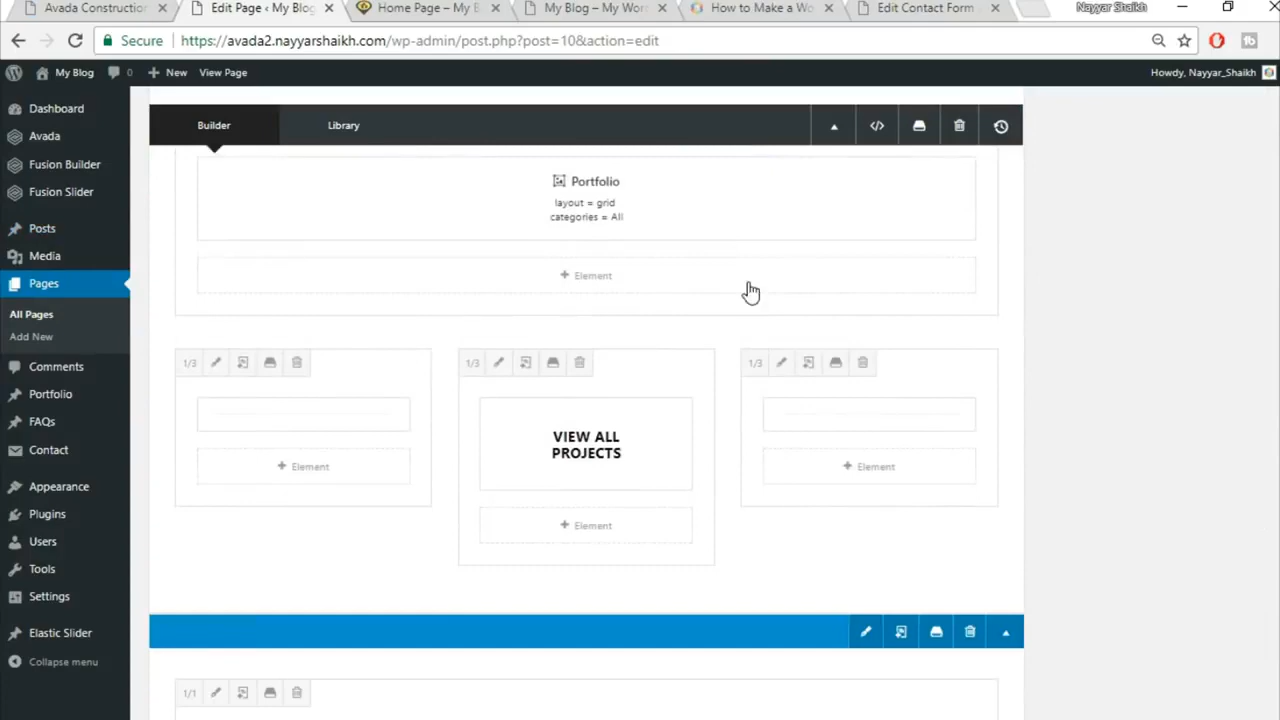 Avada Construction
Edit Page ‹ My Blog
Home Page – My B
My Blog – My Wor
How to Make a Wo
Edit Contact Form
Nayyar Shaikh
Secure
https://avada2.nayyarshaikh.com/wp-admin/post.php?post=10&action=edit
My Blog
0
New
View Page
Howdy, Nayyar_Shaikh
Dashboard
Avada
Fusion Builder
Fusion Slider
Posts
Media
Pages
All Pages
Add New
Comments
Portfolio
FAQs
Contact
Appearance
Plugins
Users
Tools
Settings
Elastic Slider
Collapse menu
Builder
Library
Portfolio
layout = grid
categories = All
+ Element
1/3
+ Element
1/3
VIEW ALL
PROJECTS
+ Element
1/3
+ Element
1/1